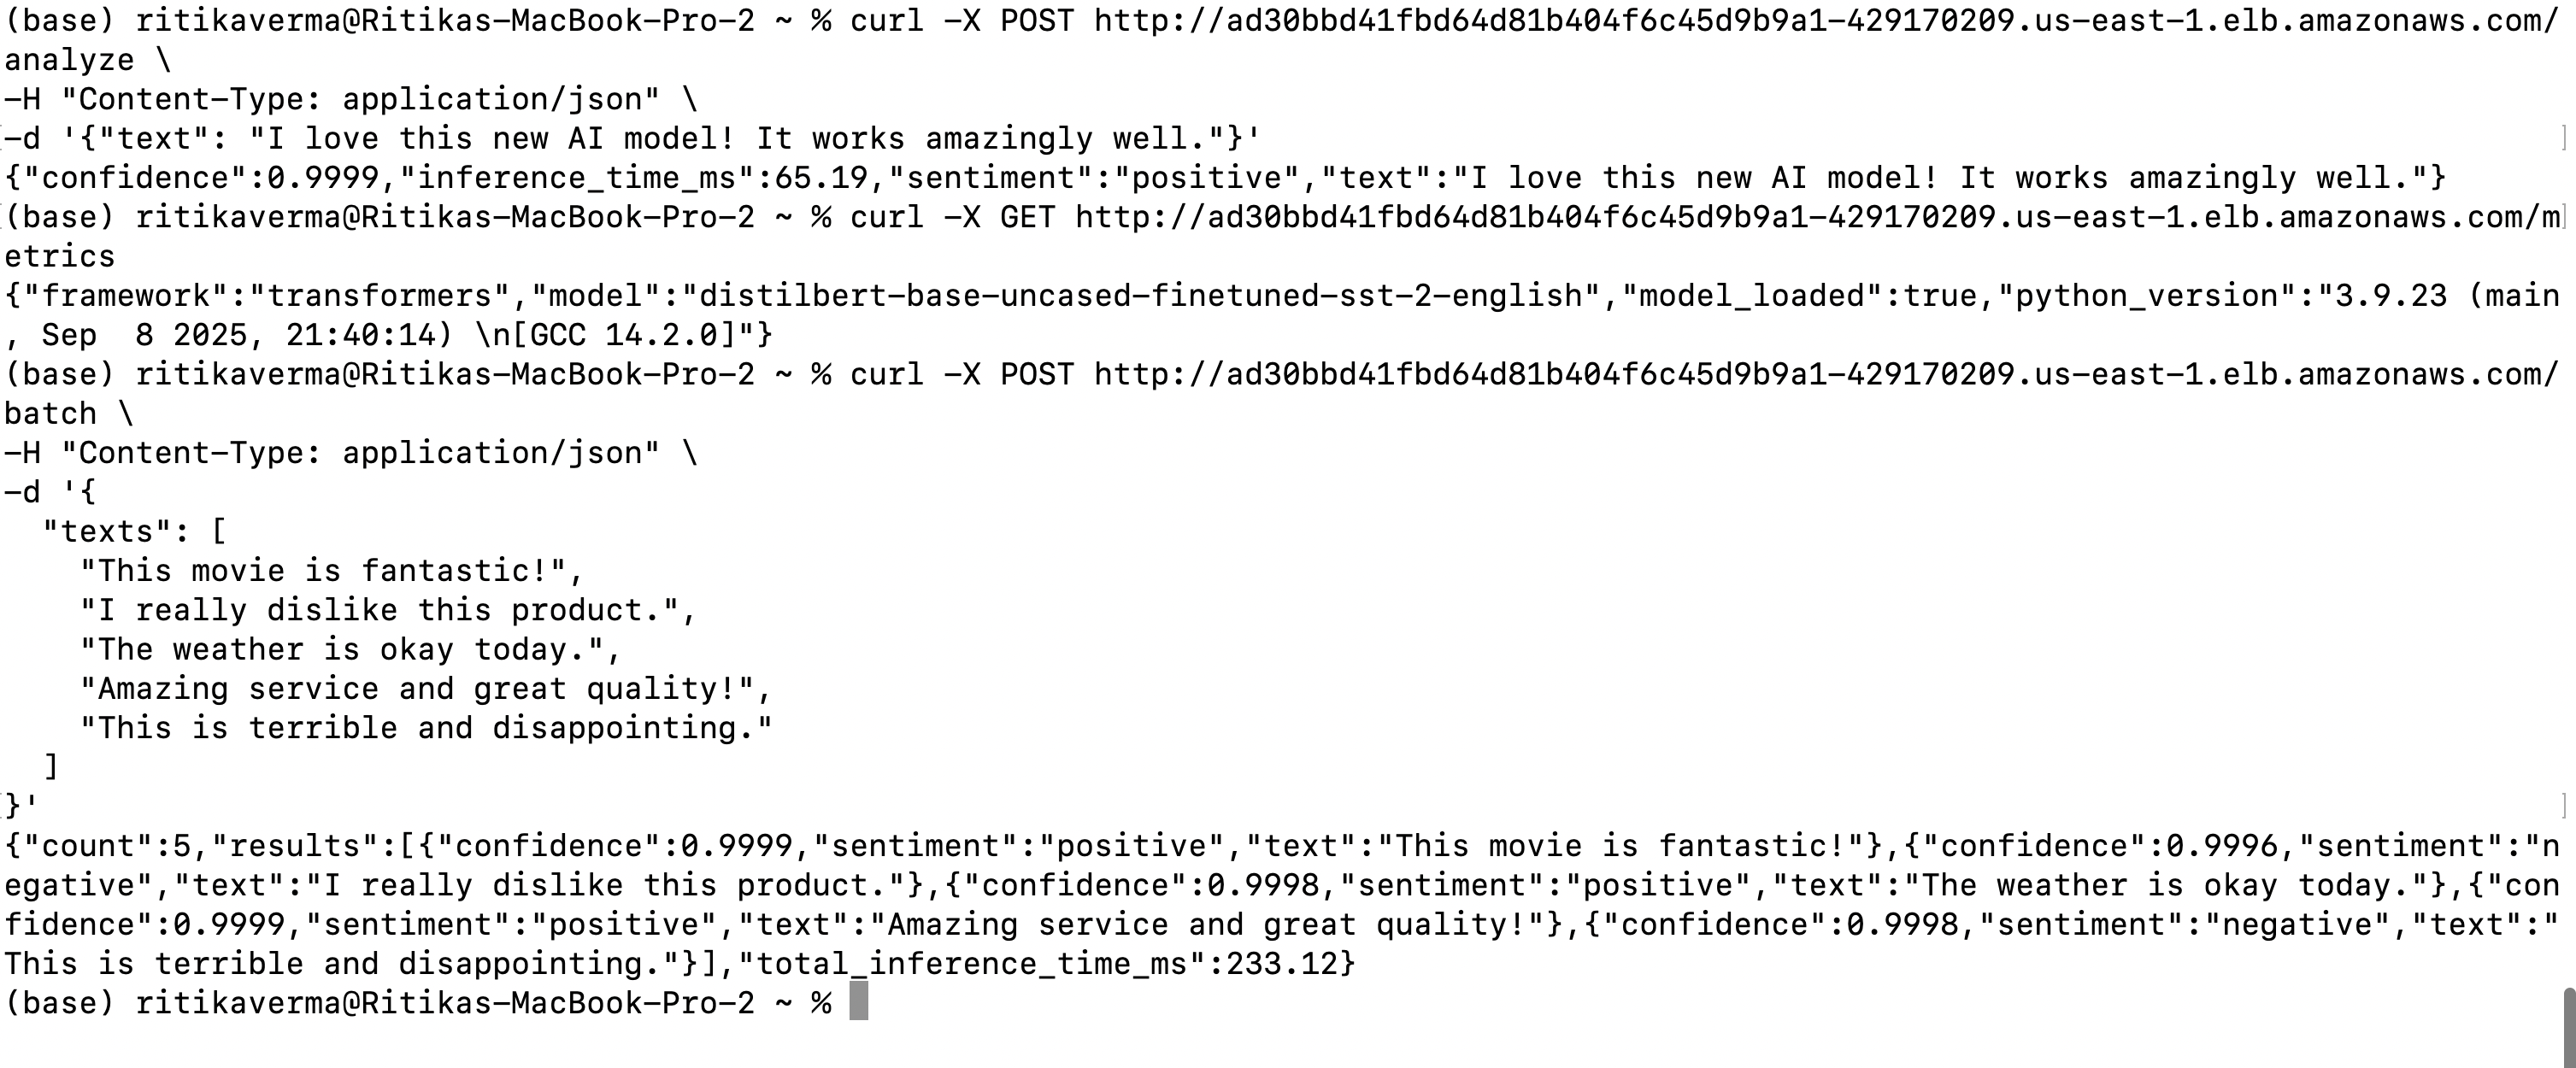 (base) ritikaverma@Ritikas-MacBook-Pro-2 ~ % curl -X POST http://ad30bbd41fbd64d81b404f6c45d9b9a1-429170209.us-east-1.elb.amazonaws.com/
analyze \
-H "Content-Type: application/json" \
-d '{"text": "I love this new AI model! It works amazingly well."}'
{"confidence":0.9999,"inference_time_ms":65.19,"sentiment":"positive","text":"I love this new AI model! It works amazingly well."}
(base) ritikaverma@Ritikas-MacBook-Pro-2 ~ % curl -X GET http://ad30bbd41fbd64d81b404f6c45d9b9a1-429170209.us-east-1.elb.amazonaws.com/m
etrics
{"framework":"transformers","model":"distilbert-base-uncased-finetuned-sst-2-english","model_loaded":true,"python_version":"3.9.23 (main
, Sep  8 2025, 21:40:14) \n[GCC 14.2.0]"}
(base) ritikaverma@Ritikas-MacBook-Pro-2 ~ % curl -X POST http://ad30bbd41fbd64d81b404f6c45d9b9a1-429170209.us-east-1.elb.amazonaws.com/
batch \
-H "Content-Type: application/json" \
-d '{
  "texts": [
    "This movie is fantastic!",
    "I really dislike this product.",
    "The weather is okay today.",
    "Amazing service and great quality!",
    "This is terrible and disappointing."
  ]
}'
{"count":5,"results":[{"confidence":0.9999,"sentiment":"positive","text":"This movie is fantastic!"},{"confidence":0.9996,"sentiment":"n
egative","text":"I really dislike this product."},{"confidence":0.9998,"sentiment":"positive","text":"The weather is okay today."},{"con
fidence":0.9999,"sentiment":"positive","text":"Amazing service and great quality!"},{"confidence":0.9998,"sentiment":"negative","text":"
This is terrible and disappointing."}],"total_inference_time_ms":233.12}
(base) ritikaverma@Ritikas-MacBook-Pro-2 ~ %